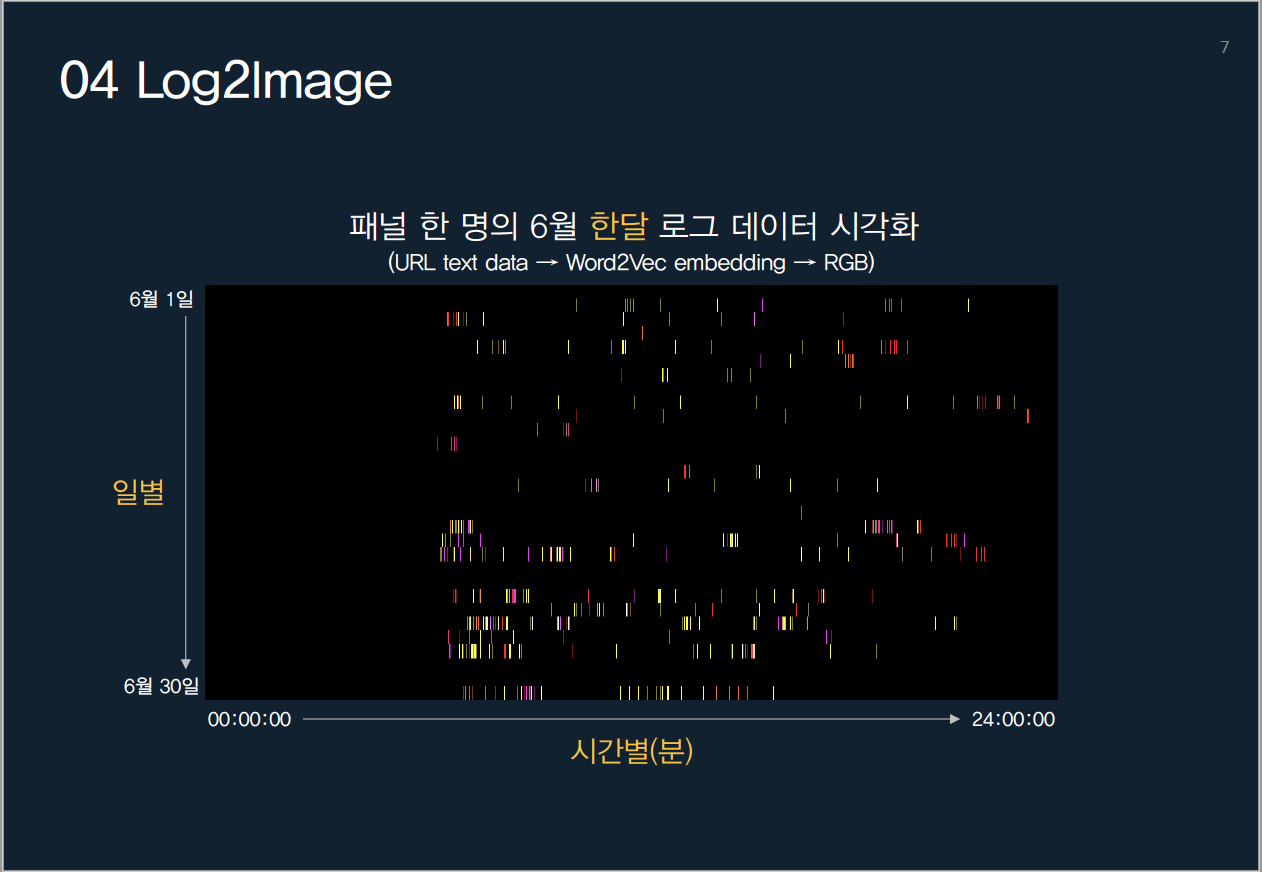 7
04 Log2Image
패널 한 명의 6월 한달 로그 데이터 시각화
(URL text data → Word2Vec embedding → RGB)
6월 1일
일별
6월 30일
00:00:00
24:00:00
시간별(분)